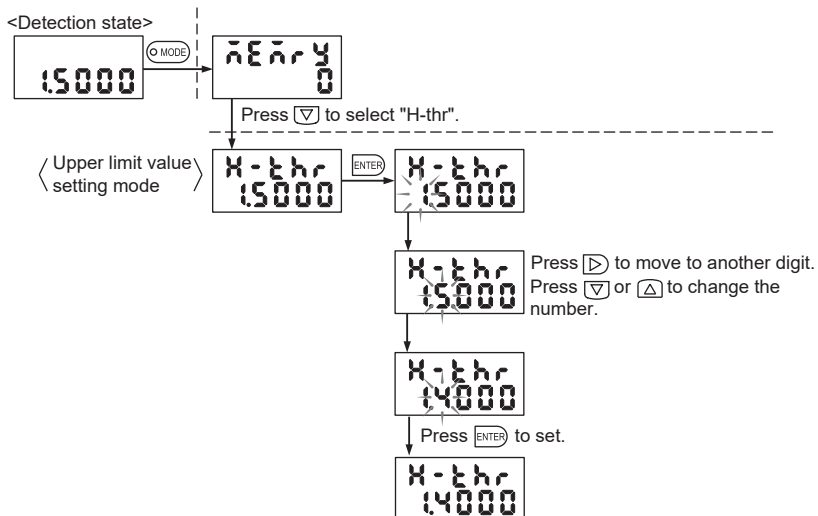 <Detection state>
1.5000
MODE
MEMrY
0
Press ▽ to select "H-thr".
Upper limit value
setting mode
H-thr
1.5000
ENTER
H-thr
1.5000
H-thr
1.5000
Press ▷ to move to another digit.
Press ▽ or △ to change the
number.
H-thr
1.4000
Press ENTER to set.
H-thr
1.4000